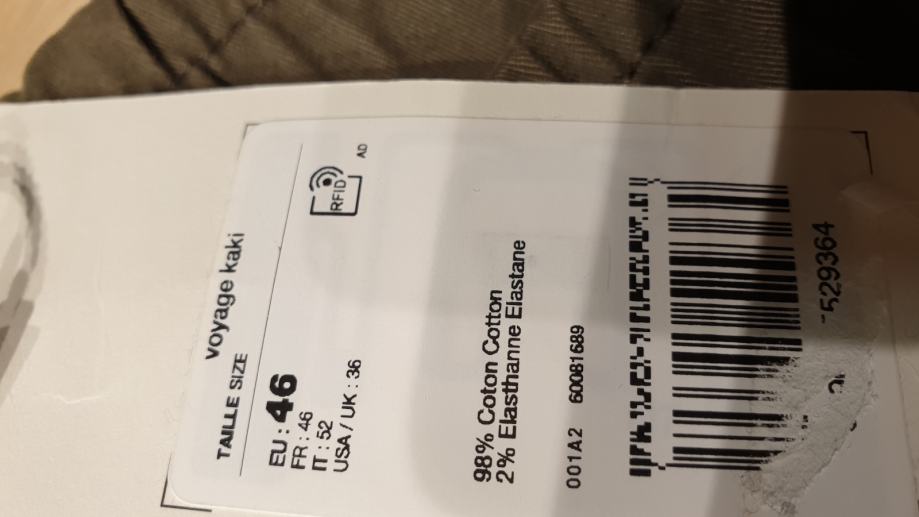 voyage kaki
TAILLE SIZE
RFID
AD
EU : 46
FR : 46
IT : 52
USA / UK : 36
98% Coton Cotton
2% Elasthanne Elastane
001A2 60081689
529364